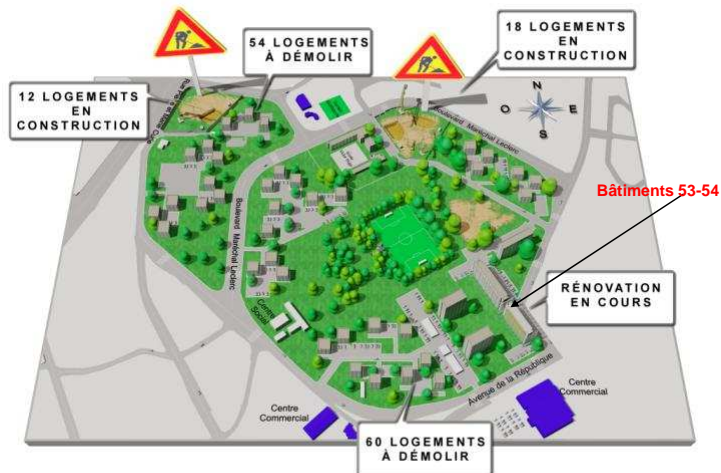 18 LOGEMENTS
EN
CONSTRUCTION
54 LOGEMENTS
À DÉMOLIR
12 LOGEMENTS
EN
CONSTRUCTION
N
O
E
S
Boulevard Maréchal Leclerc
Bâtiments 53-54
Boulevard Maréchal Leclerc
RÉNOVATION
EN COURS
Centre
Social
Avenue de la République
Centre
Commercial
Centre
Commercial
60 LOGEMENTS
À DÉMOLIR